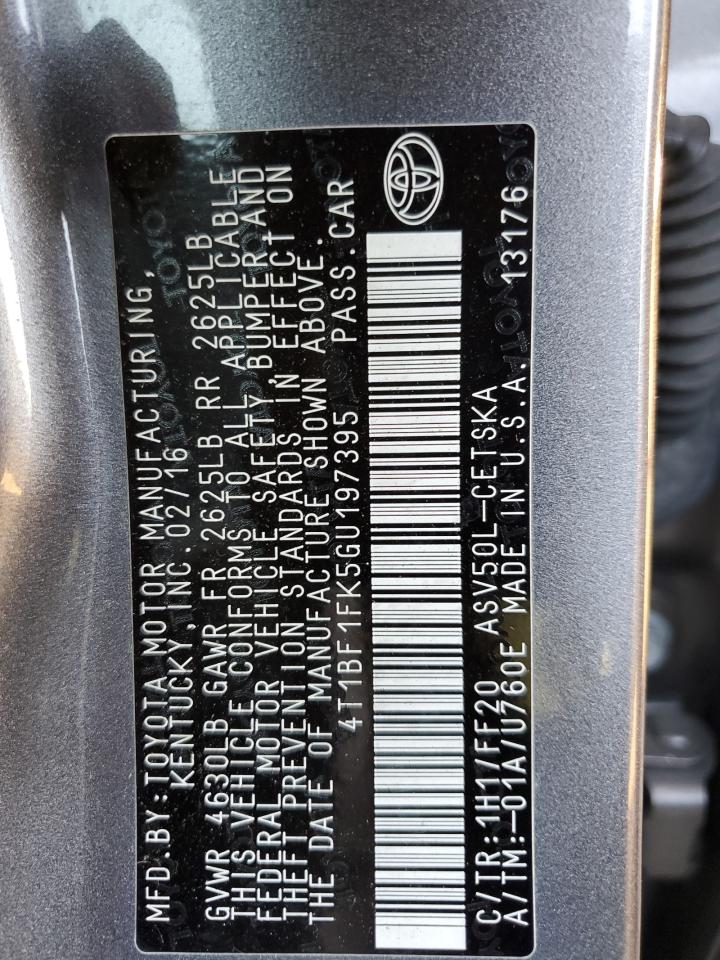 MFD.BY:TOYOTA MOTOR MANUFACTURING,
KENTUCKY,INC.02/16
GVWR 4630LB GAWR FR 2625LB RR 2625LB
THIS VEHICLE CONFORMS TO ALL APPLICABLE
FEDERAL MOTOR VEHICLE SAFETY, BUMPER AND
THEFT PREVENTION STANDARDS IN EFFECT ON
THE DATE OF MANUFACTURE SHOWN ABOVE.
4T1BF1FK5GU197395 PASS.CAR
C/TR:1H1/FF20 ASV50L-CETSKA
A/TM:-01A/U760E MADE IN U.S.A. 13176